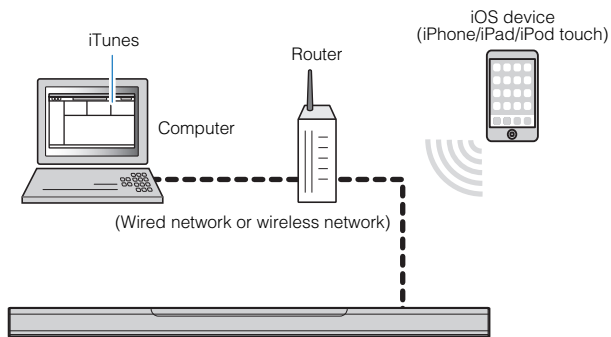 iOS device
(iPhone/iPad/iPod touch)
iTunes
Router
Computer
(Wired network or wireless network)